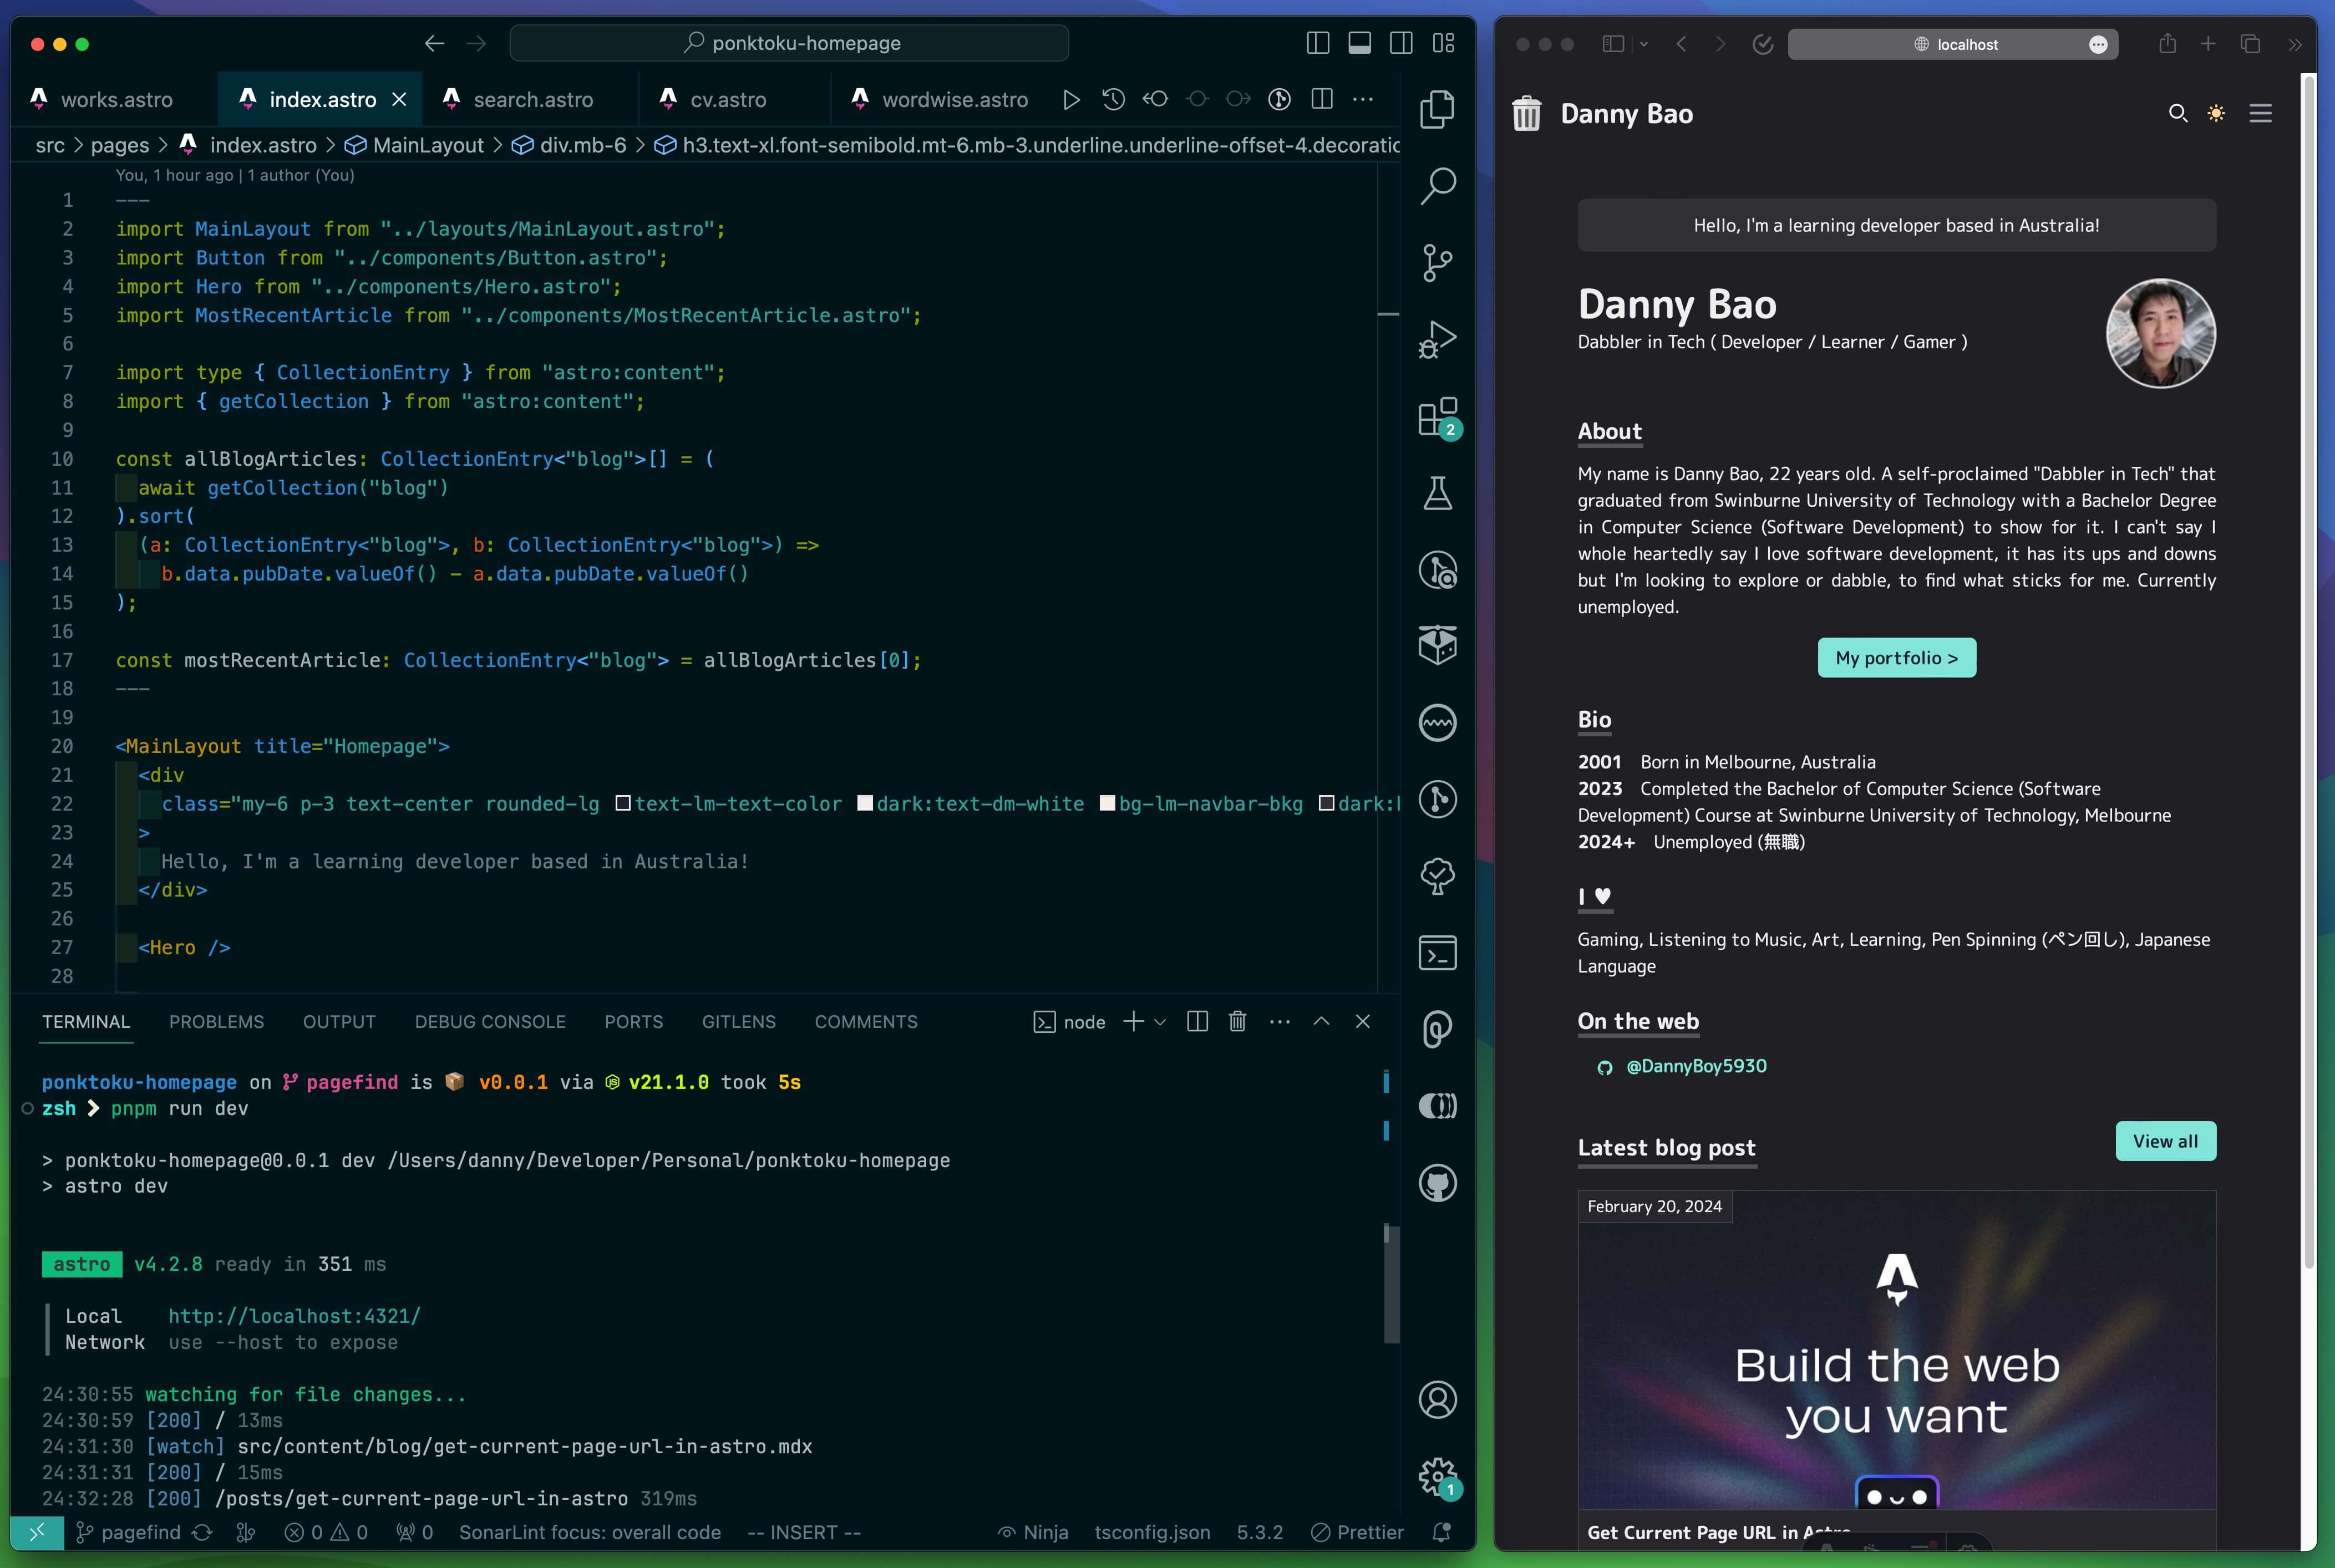 ponktoku-homepage
works.astro
index.astro
search.astro
cv.astro
wordwise.astro
src > pages > index.astro > MainLayout > div.mb-6 > h3.text-xl.font-semibold.mt-6.mb-3.underline.underline-offset-4.decoratic
You, 1 hour ago | 1 author (You)
1 ---
2 import MainLayout from "../layouts/MainLayout.astro";
3 import Button from "../components/Button.astro";
4 import Hero from "../components/Hero.astro";
5 import MostRecentArticle from "../components/MostRecentArticle.astro";
6
7 import type { CollectionEntry } from "astro:content";
8 import { getCollection } from "astro:content";
9
10 const allBlogArticles: CollectionEntry<"blog">[] = (
11 await getCollection("blog")
12 ).sort(
13 (a: CollectionEntry<"blog">, b: CollectionEntry<"blog">) =>
14 b.data.pubDate.valueOf() - a.data.pubDate.valueOf()
15 );
16
17 const mostRecentArticle: CollectionEntry<"blog"> = allBlogArticles[0];
18 ---
19
20 <MainLayout title="Homepage">
21 <div
22 class="my-6 p-3 text-center rounded-lg text-lm-text-color dark:text-dm-white bg-lm-navbar-bkg dark:
23 >
24 Hello, I'm a learning developer based in Australia!
25 </div>
26
27 <Hero />
28
2
TERMINAL
PROBLEMS
OUTPUT
DEBUG CONSOLE
PORTS
GITLENS
COMMENTS
node
ponktoku-homepage on pagefind is 📦 v0.0.1 via v21.1.0 took 5s
zsh ❯ pnpm run dev
> ponktoku-homepage@0.0.1 dev /Users/danny/Developer/Personal/ponktoku-homepage
> astro dev
astro v4.2.8 ready in 351 ms
Local http://localhost:4321/
Network use --host to expose
24:30:55 watching for file changes...
24:30:59 [200] / 13ms
24:31:30 [watch] src/content/blog/get-current-page-url-in-astro.mdx
24:31:31 [200] / 15ms
24:32:28 [200] /posts/get-current-page-url-in-astro 319ms
1
pagefind 0 0 0 SonarLint focus: overall code -- INSERT -- Ninja tsconfig.json 5.3.2 Prettier
localhost
Danny Bao
Hello, I'm a learning developer based in Australia!
Danny Bao
Dabbler in Tech ( Developer / Learner / Gamer )
About
My name is Danny Bao, 22 years old. A self-proclaimed "Dabbler in Tech" that
graduated from Swinburne University of Technology with a Bachelor Degree
in Computer Science (Software Development) to show for it. I can't say I
whole heartedly say I love software development, it has its ups and downs
but I'm looking to explore or dabble, to find what sticks for me. Currently
unemployed.
My portfolio >
Bio
2001 Born in Melbourne, Australia
2023 Completed the Bachelor of Computer Science (Software
Development) Course at Swinburne University of Technology, Melbourne
2024+ Unemployed (無職)
I ♥
Gaming, Listening to Music, Art, Learning, Pen Spinning (ペン回し), Japanese
Language
On the web
@DannyBoy5930
Latest blog post
View all
February 20, 2024
Build the web
you want
Get Current Page URL in Astro